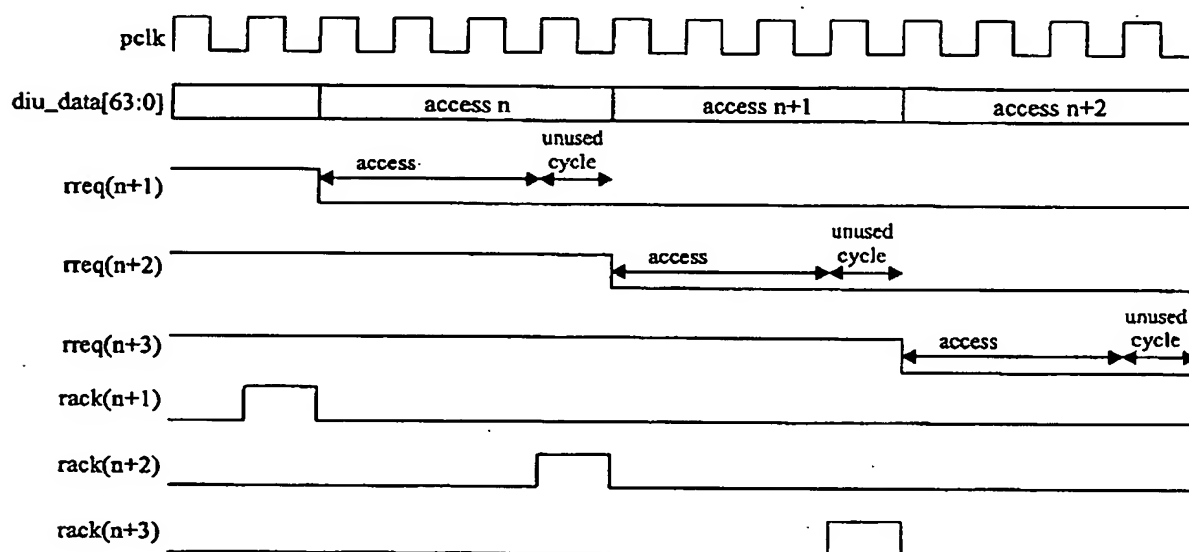 pclk
diu_data[63:0] access n access n+1 access n+2
unused
rreq(n+1) access cycle
unused
rreq(n+2) access cycle
unused
rreq(n+3) access cycle
rack(n+1)
rack(n+2)
rack(n+3)